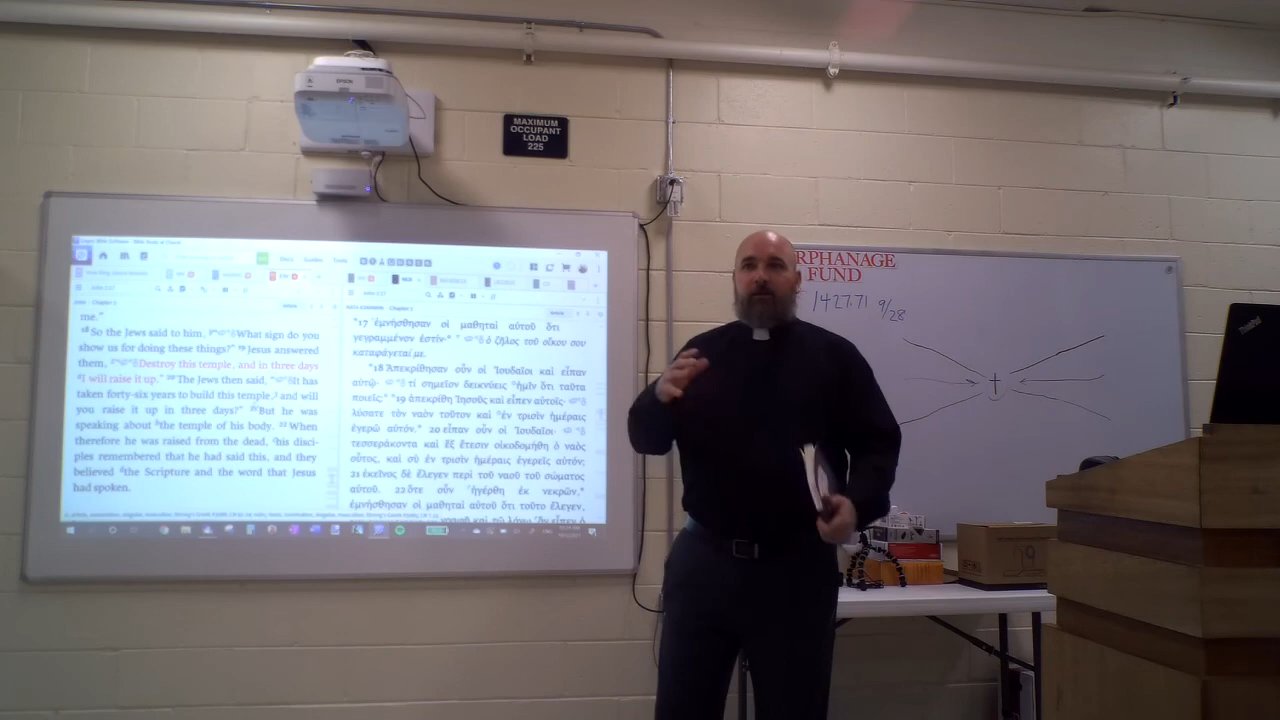 EPSON
MAXIMUM
OCCUPANT
LOAD
225
Guides Tools
me."
18 So the Jews said to him, What sign do you
show us for doing these things?" 19 Jesus answered
them, Destroy this temple, and in three days
I will raise it up." 20 The Jews then said, It has
taken forty-six years to build this temple, and will
you raise it up in three days?" 21 But he was
speaking about the temple of his body. 22 When
therefore he was raised from the dead, his disci-
ples remembered that he had said this, and they
believed the Scripture and the word that Jesus
had spoken.
17 ἐμνήσθησαν οἱ μαθηταὶ αὐτοῦ ὅτι
γεγραμμένον ἐστίν· ὁ ζῆλος τοῦ οἴκου σου
καταφάγεταί με.
18 Ἀπεκρίθησαν οὖν οἱ Ἰουδαῖοι καὶ εἶπαν
αὐτῷ· τί σημεῖον δεικνύεις ἡμῖν ὅτι ταῦτα
ποιεῖς; 19 ἀπεκρίθη Ἰησοῦς καὶ εἶπεν αὐτοῖς·
λύσατε τὸν ναὸν τοῦτον καὶ ἐν τρισὶν ἡμέραις
ἐγερῶ αὐτόν. 20 εἶπαν οὖν οἱ Ἰουδαῖοι·
τεσσεράκοντα καὶ ἓξ ἔτεσιν οἰκοδομήθη ὁ ναὸς
οὗτος, καὶ σὺ ἐν τρισὶν ἡμέραις ἐγερεῖς αὐτόν;
21 ἐκεῖνος δὲ ἔλεγεν περὶ τοῦ ναοῦ τοῦ σώματος
αὐτοῦ. 22 ὅτε οὖν ἠγέρθη ἐκ νεκρῶν,
ἐμνήσθησαν οἱ μαθηταὶ αὐτοῦ ὅτι τοῦτο ἔλεγεν,
RPHANAGE
FUND
1427.71 9/28
ThinkPad